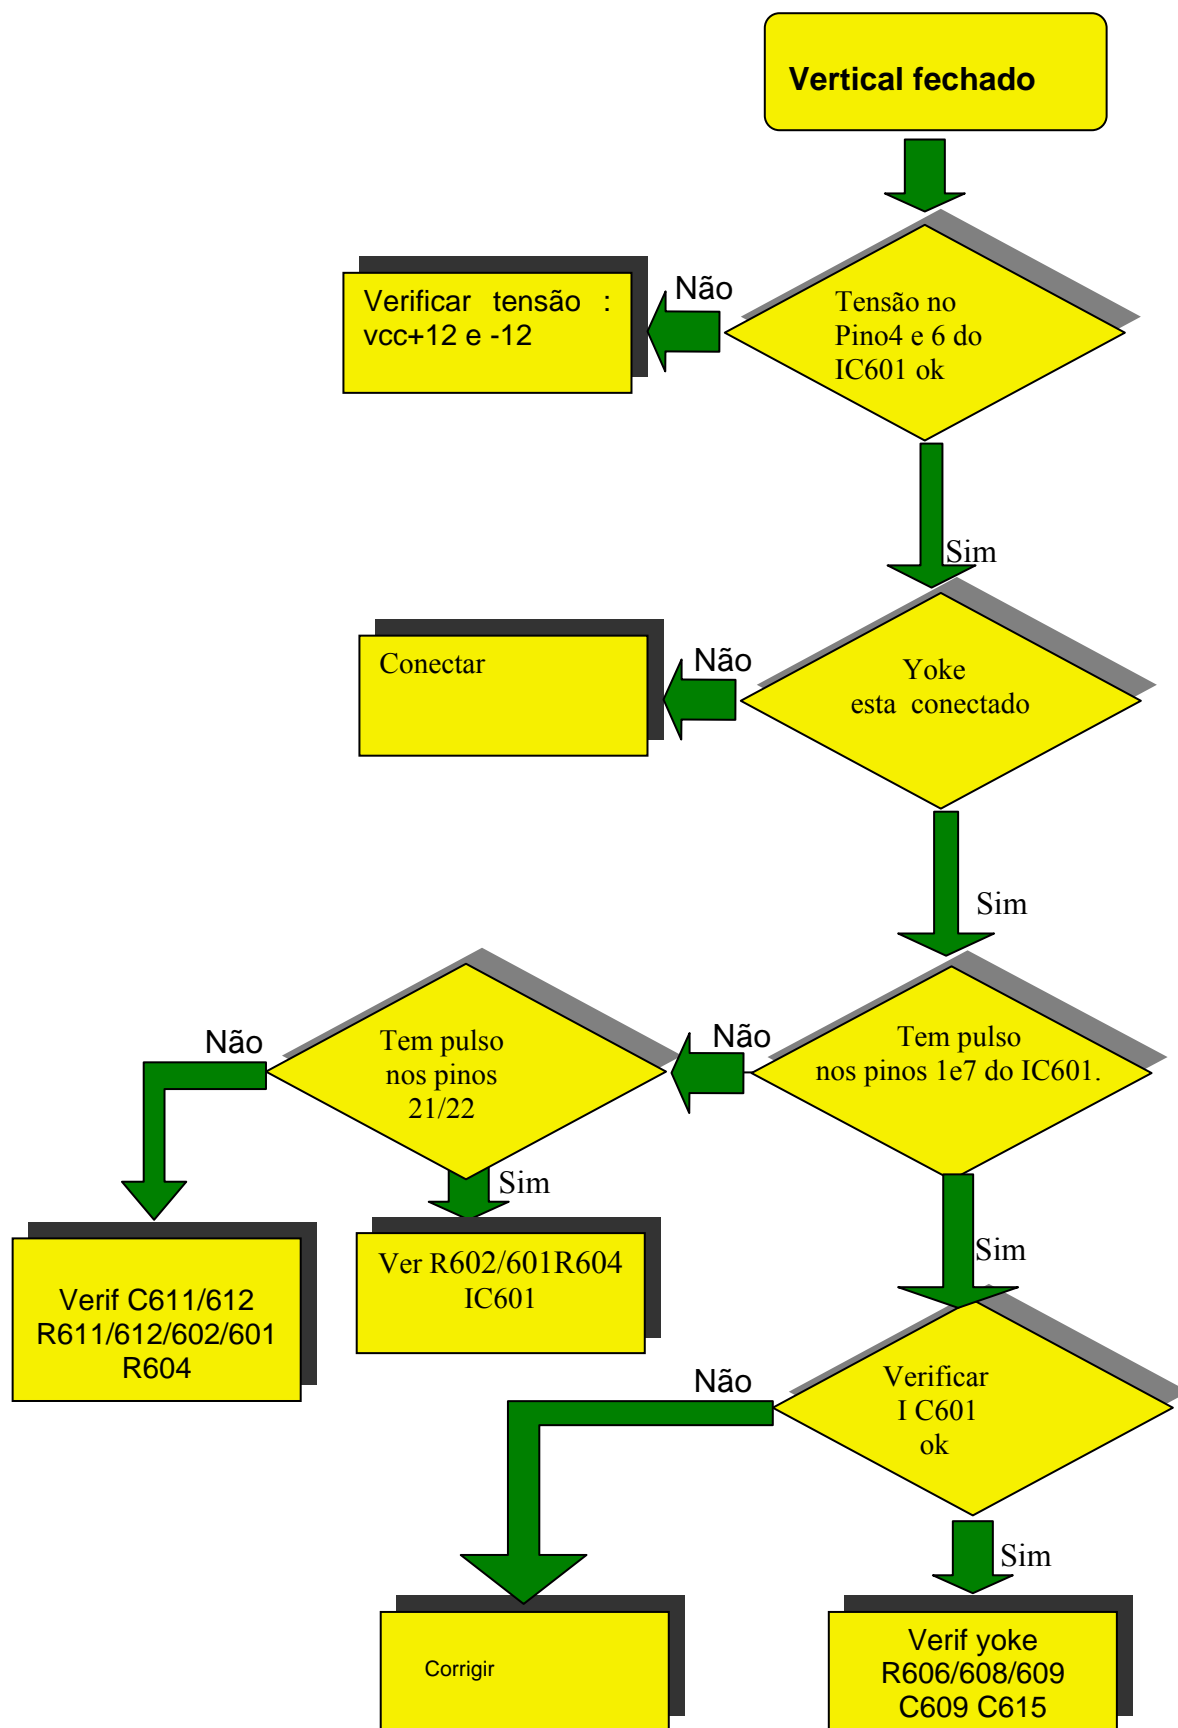 Vertical fechado
Não
Verificar tensão :
vcc+12 e -12
Tensão no
Pino4 e 6 do
IC601 ok
Sim
Não
Conectar
Yoke
esta conectado
Sim
Não
Tem pulso
nos pinos
21/22
Não
Tem pulso
nos pinos 1e7 do IC601.
Sim
Sim
Verif C611/612
R611/612/602/601
R604
Ver R602/601R604
IC601
Não
Verificar
I C601
ok
Sim
Corrigir
Verif yoke
R606/608/609
C609 C615